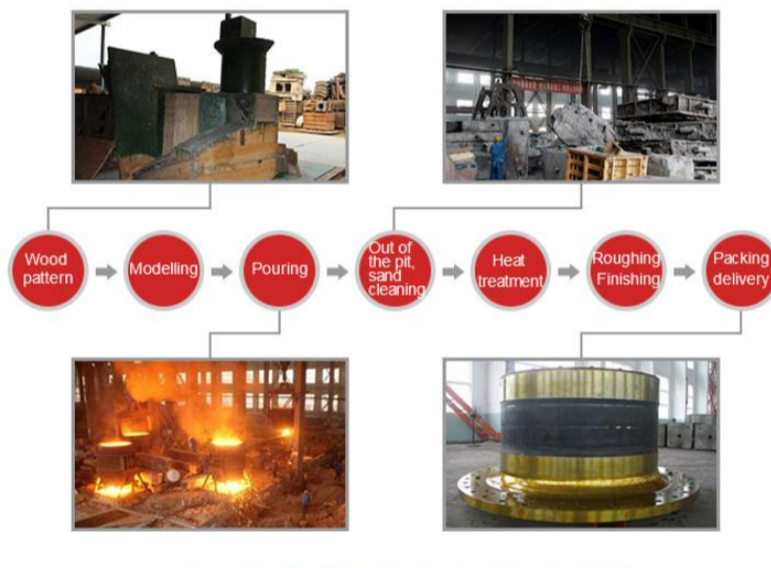 Wood
pattern
Modelling
Pouring
Out of
the pit,
sand
cleaning
Heat
treatment
Roughing
Finishing
Packing
delivery